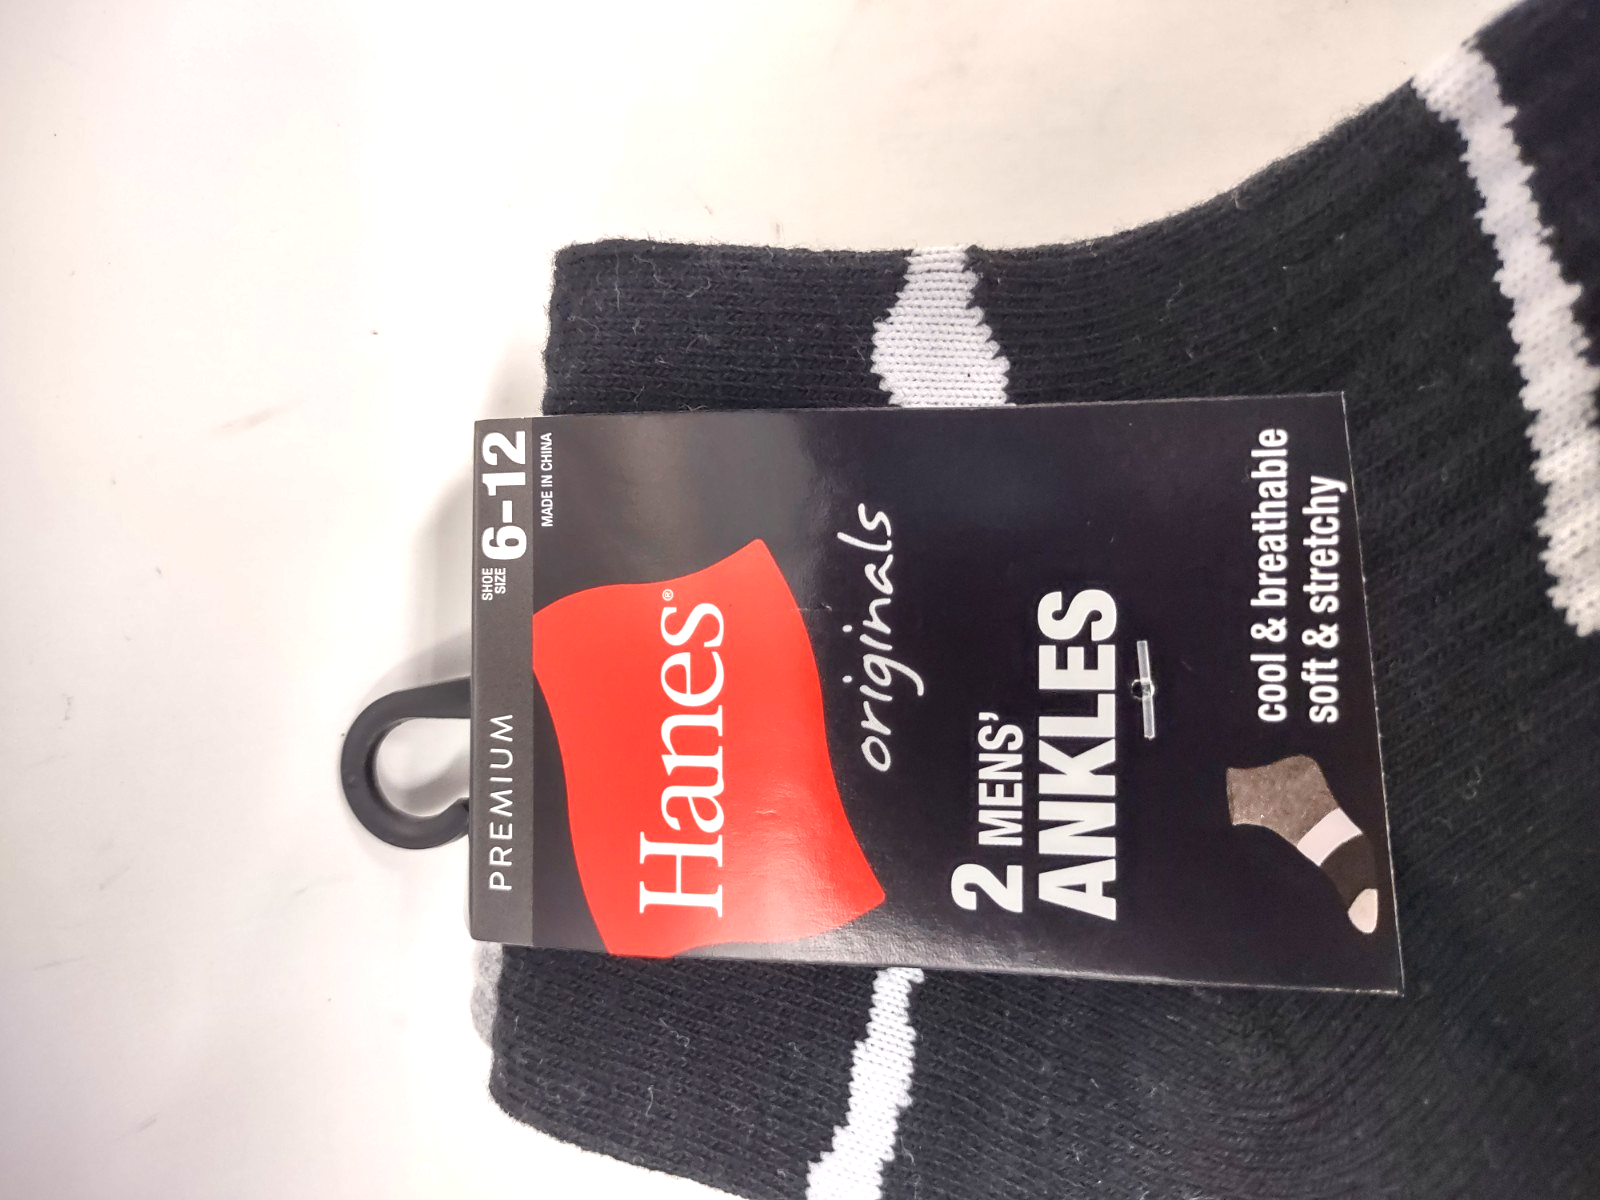 PREMIUM
SHOE
SIZE
6-12
MADE IN CHINA
Hanes®
originals
2 MENS'
ANKLES
cool & breathable
soft & stretchy